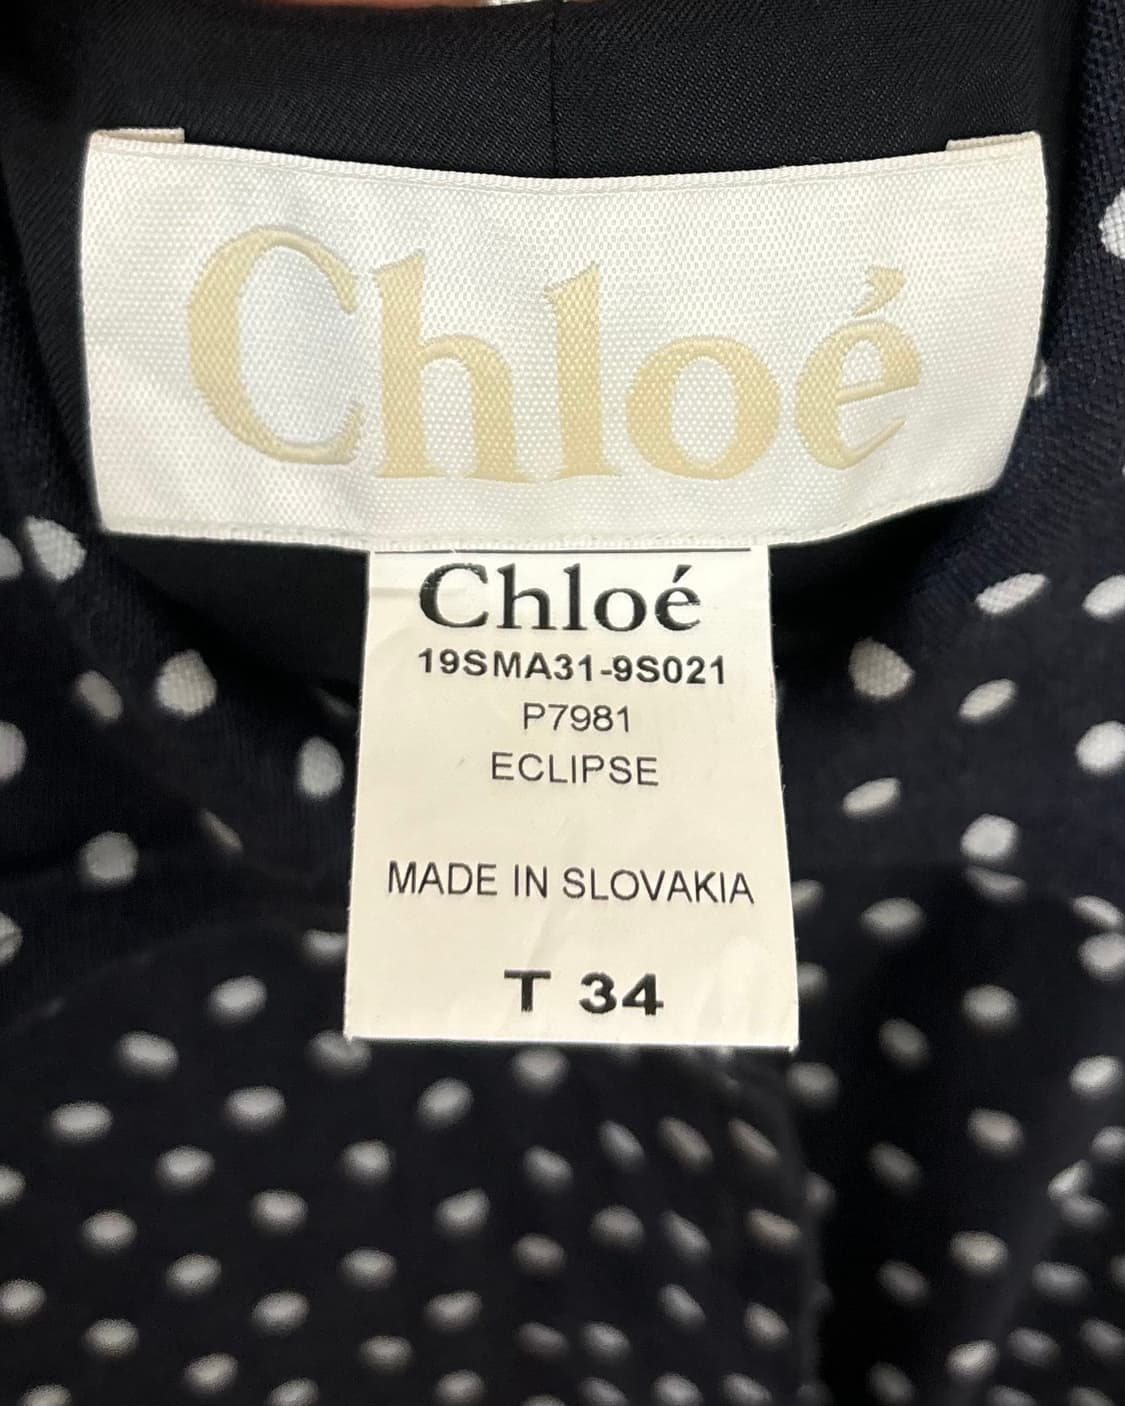 Chloé
Chloé
19SMA31-9S021
P7981
ECLIPSE
MADE IN SLOVAKIA
T 34